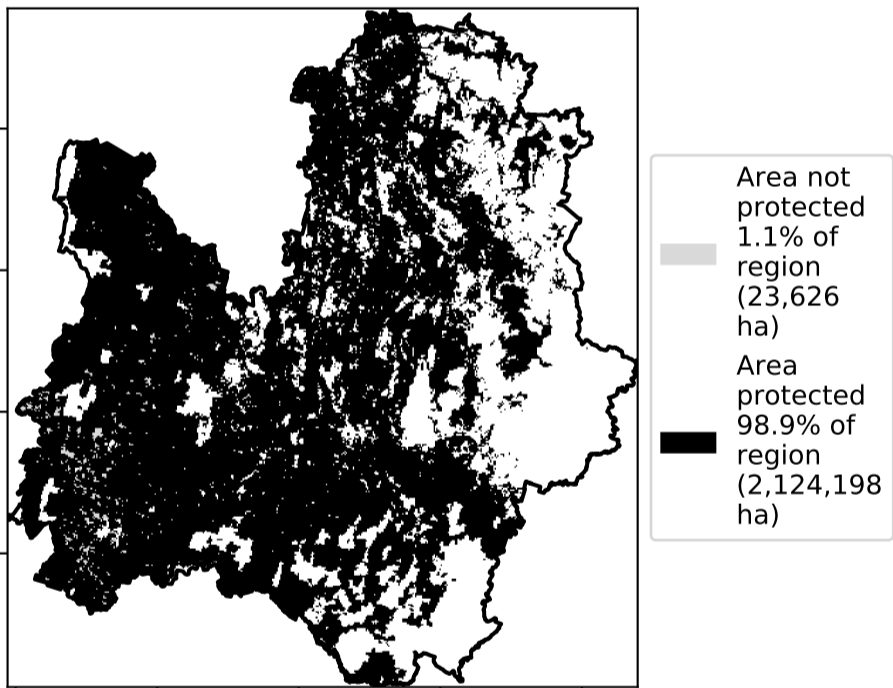 Area not
protected
1.1% of
region
(23,626
ha)
Area
protected
98.9% of
region
(2,124,198
ha)